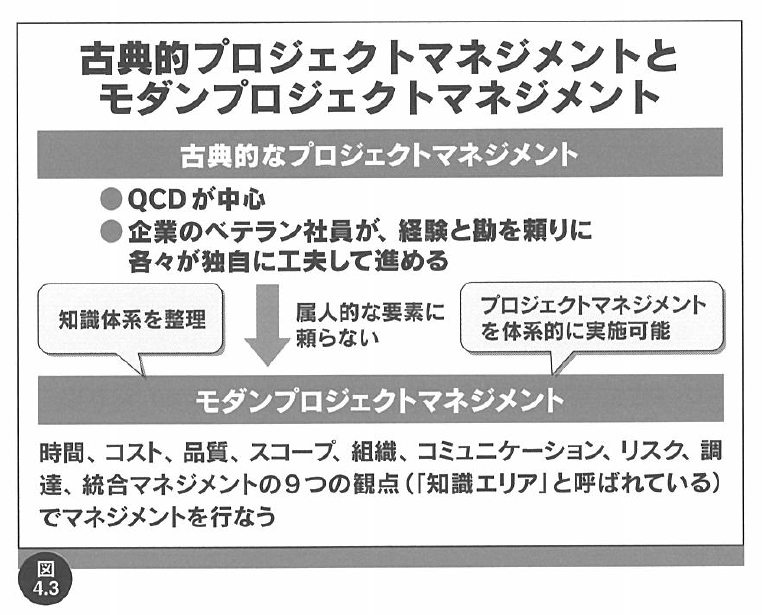 古典的プロジェクトマネジメントと
モダンプロジェクトマネジメント
古典的なプロジェクトマネジメント
●QCDが中心
●企業のベテラン社員が、経験と勘を頼りに
各々が独自に工夫して進める
知識体系を整理
属人的な要素に
頼らない
プロジェクトマネジメント
を体系的に実施可能
モダンプロジェクトマネジメント
時間、コスト、品質、スコープ、組織、コミュニケーション、リスク、調
達、統合マネジメントの9つの観点(「知識エリア」と呼ばれている)
でマネジメントを行なう
図
4.3